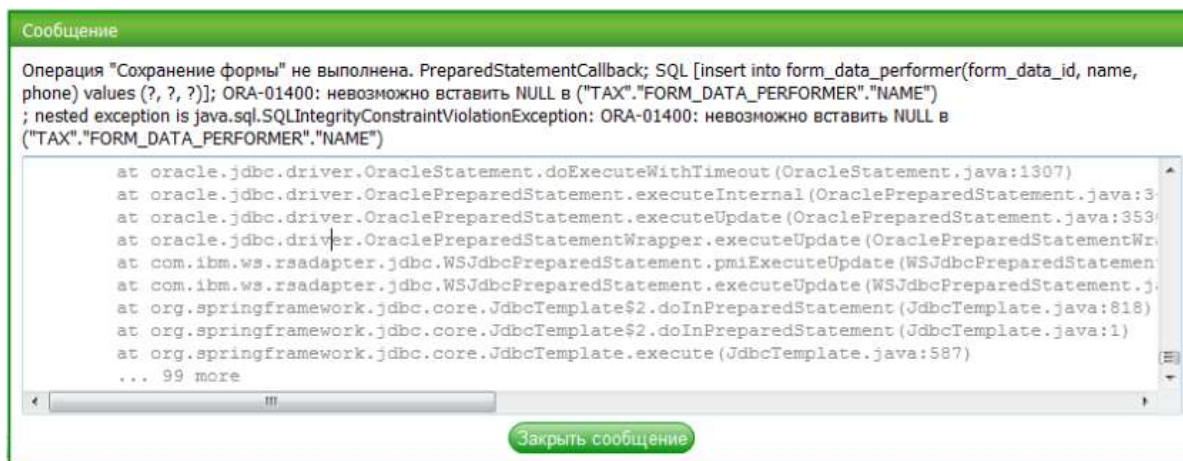 Сообщение
Операция "Сохранение формы" не выполнена. PreparedStatementCallback; SQL [insert into form_data_performer(form_data_id, name,
phone) values (?, ?, ?)]; ORA-01400: невозможно вставить NULL в ("TAX"."FORM_DATA_PERFORMER"."NAME")
; nested exception is java.sql.SQLIntegrityConstraintViolationException: ORA-01400: невозможно вставить NULL в
("TAX"."FORM_DATA_PERFORMER"."NAME")
at oracle.jdbc.driver.OracleStatement.doExecuteWithTimeout(OracleStatement.java:1307)
at oracle.jdbc.driver.OraclePreparedStatement.executeInternal(OraclePreparedStatement.java:3
at oracle.jdbc.driver.OraclePreparedStatement.executeUpdate(OraclePreparedStatement.java:353
at oracle.jdbc.driver.OraclePreparedStatementWrapper.executeUpdate(OraclePreparedStatementWr
at com.ibm.ws.rsadapter.jdbc.WSJdbcPreparedStatement.pmiExecuteUpdate(WSJdbcPreparedStatemen
at com.ibm.ws.rsadapter.jdbc.WSJdbcPreparedStatement.executeUpdate(WSJdbcPreparedStatement.j
at org.springframework.jdbc.core.JdbcTemplate$2.doInPreparedStatement(JdbcTemplate.java:818)
at org.springframework.jdbc.core.JdbcTemplate$2.doInPreparedStatement(JdbcTemplate.java:1)
at org.springframework.jdbc.core.JdbcTemplate.execute(JdbcTemplate.java:587)
... 99 more
Закрыть сообщение